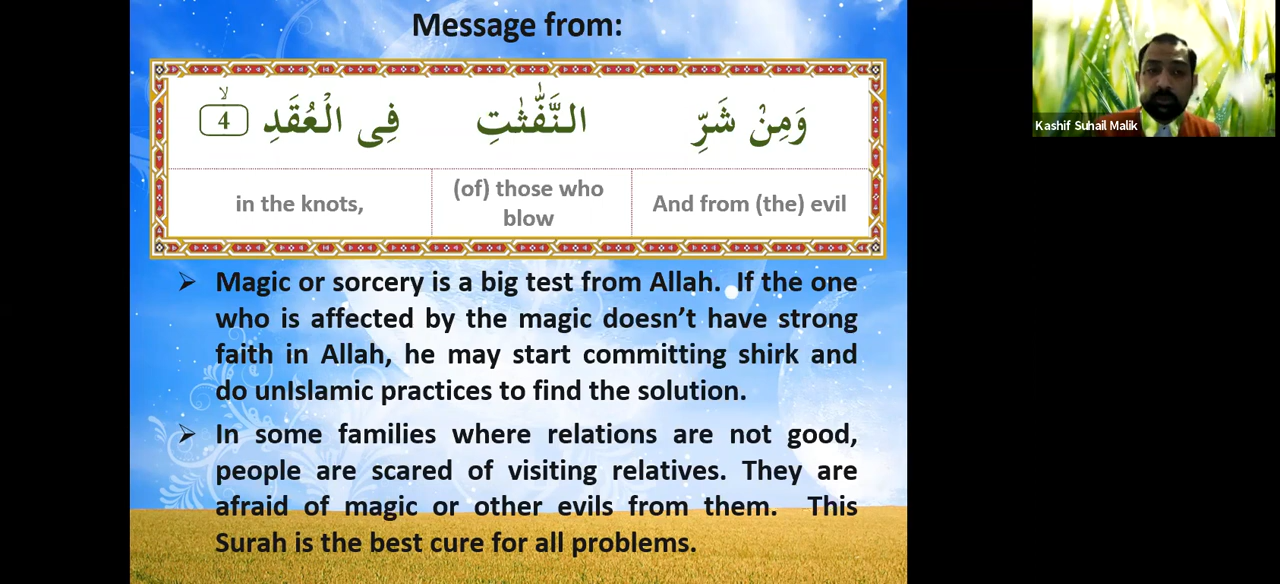 Message from:
وَمِنْ شَرِّ النَّفّٰثٰتِ فِى الْعُقَدِ 4
And from (the) evil
(of) those who
blow
in the knots,
Magic or sorcery is a big test from Allah. If the one
who is affected by the magic doesn't have strong
faith in Allah, he may start committing shirk and
do unIslamic practices to find the solution.
In some families where relations are not good,
people are scared of visiting relatives. They are
afraid of magic or other evils from them. This
Surah is the best cure for all problems.
Kashif Suhail Malik